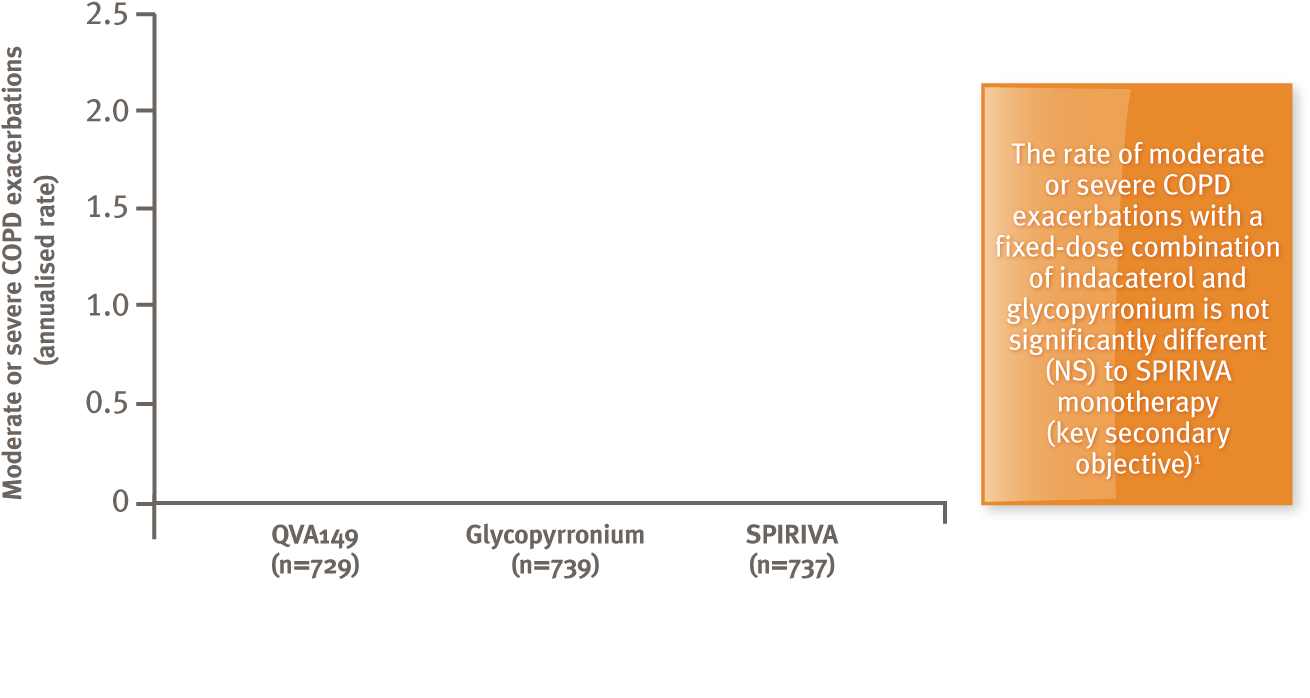 Moderate or severe COPD exacerbations
(annualised rate)
2.5
2.0
1.5
1.0
0.5
0
QVA149
(n=729)
Glycopyrronium
(n=739)
SPIRIVA
(n=737)
The rate of moderate
or severe COPD
exacerbations with a
fixed-dose combination
of indacaterol and
glycopyrronium is not
significantly different
(NS) to SPIRIVA
monotherapy
(key secondary
objective)¹